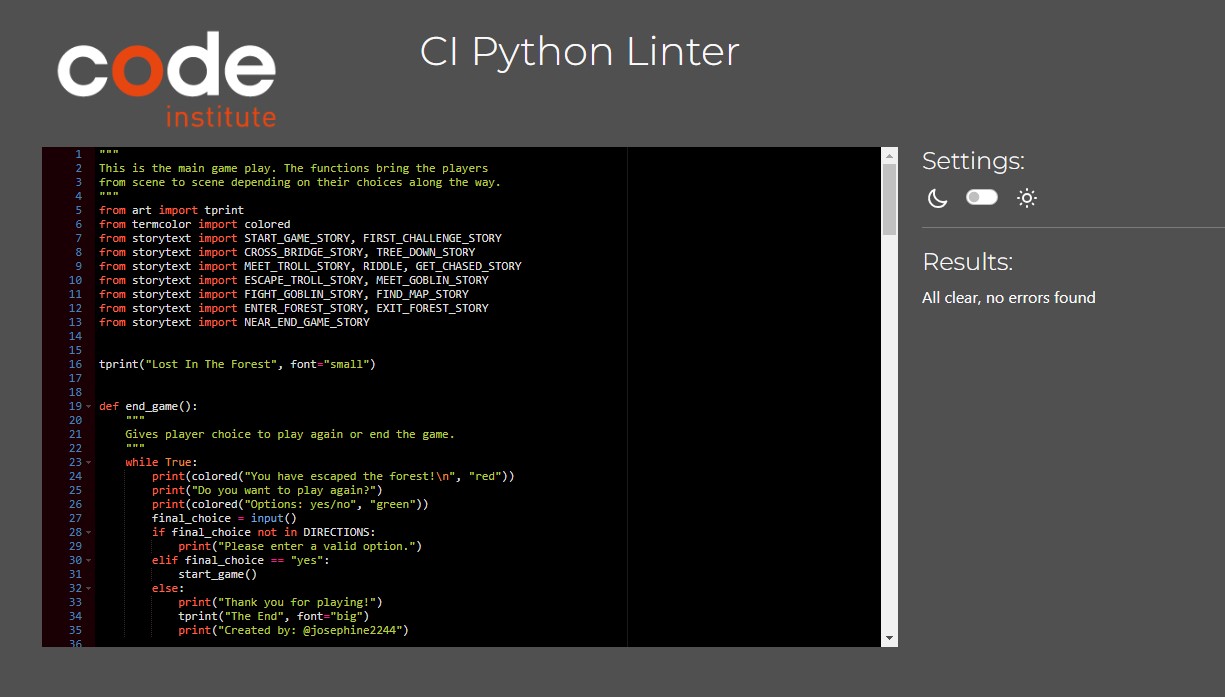 code
institute
CI Python Linter
1 """
2 This is the main game play. The functions bring the players
3 from scene to scene depending on their choices along the way.
4 """
5 from art import tprint
6 from termcolor import colored
7 from storytext import START_GAME_STORY, FIRST_CHALLENGE_STORY
8 from storytext import CROSS_BRIDGE_STORY, TREE_DOWN_STORY
9 from storytext import MEET_TROLL_STORY, RIDDLE, GET_CHASED_STORY
10 from storytext import ESCAPE_TROLL_STORY, MEET_GOBLIN_STORY
11 from storytext import FIGHT_GOBLIN_STORY, FIND_MAP_STORY
12 from storytext import ENTER_FOREST_STORY, EXIT_FOREST_STORY
13 from storytext import NEAR_END_GAME_STORY
14
15
16 tprint("Lost In The Forest", font="small")
17
18
19 def end_game():
20     """
21     Gives player choice to play again or end the game.
22     """
23     while True:
24         print(colored("You have escaped the forest!\n", "red"))
25         print("Do you want to play again?")
26         print(colored("Options: yes/no", "green"))
27         final_choice = input()
28         if final_choice not in DIRECTIONS:
29             print("Please enter a valid option.")
30         elif final_choice == "yes":
31             start_game()
32         else:
33             print("Thank you for playing!")
34             tprint("The End", font="big")
35             print("Created by: @josephine2244")
36
Settings:
Results:
All clear, no errors found